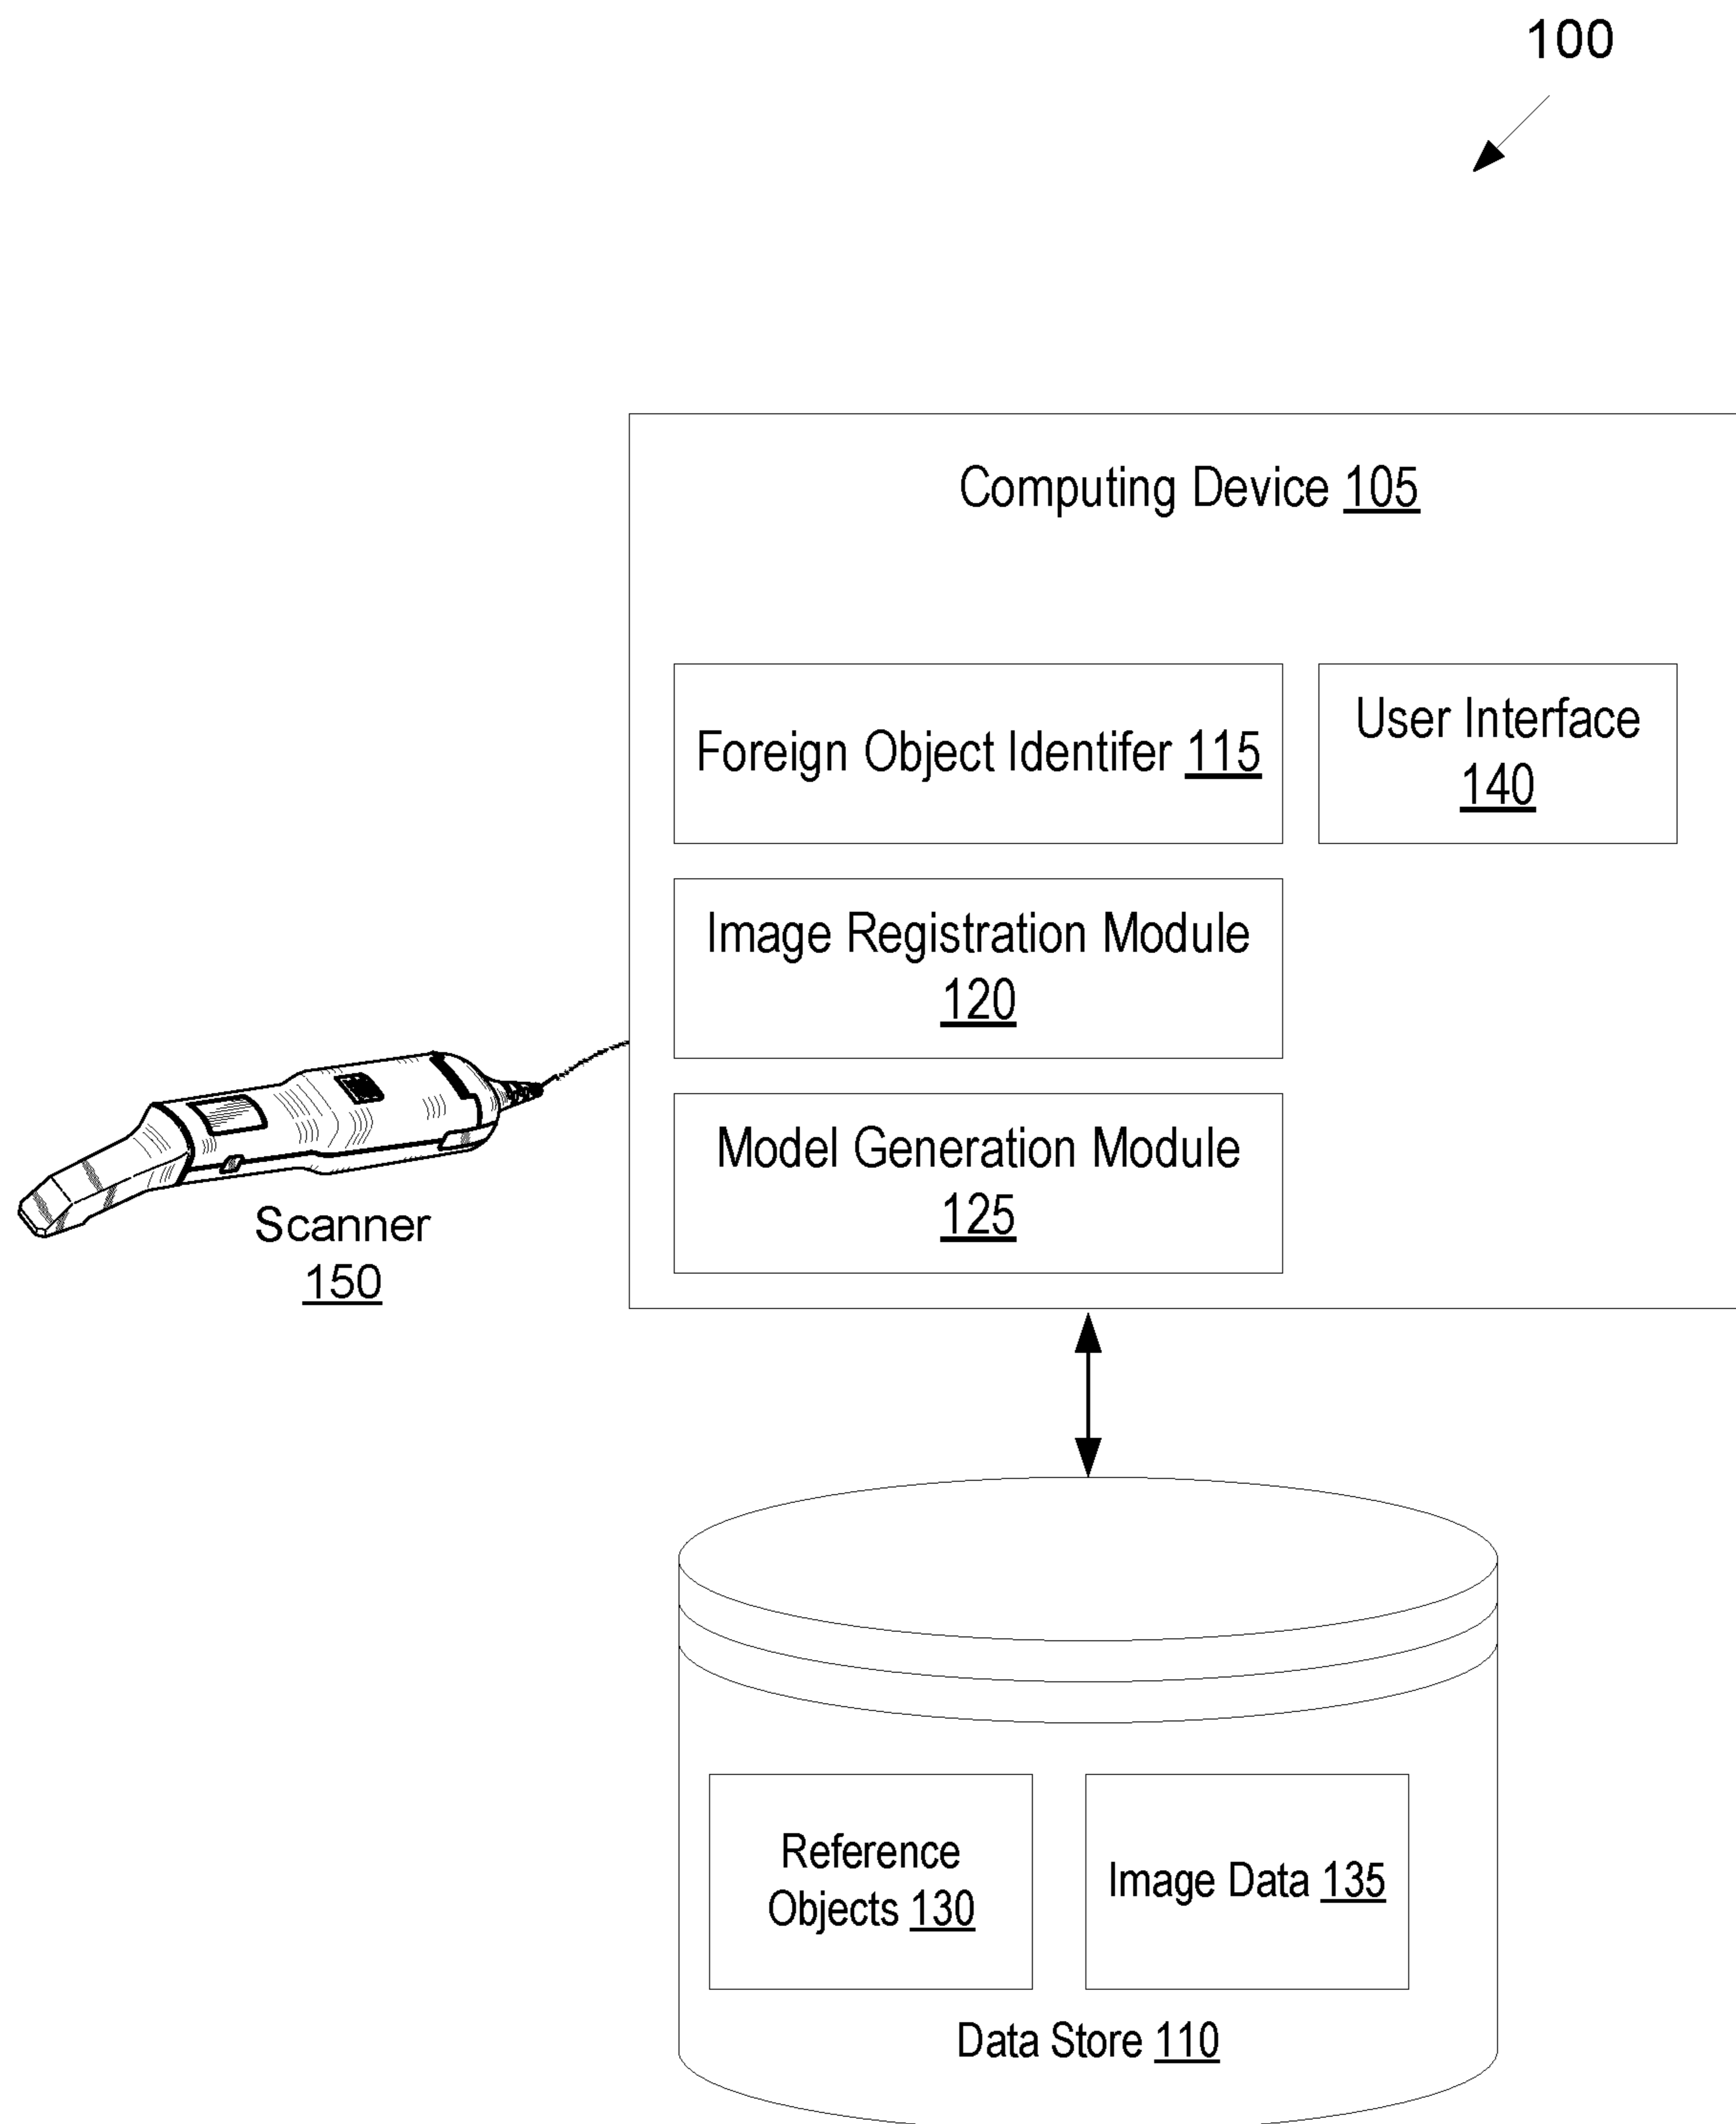 100
Computing Device 105
Foreign Object Identifer 115
User Interface
140
Image Registration Module
120
Model Generation Module
125
Scanner
150
Reference
Objects 130
Image Data 135
Data Store 110